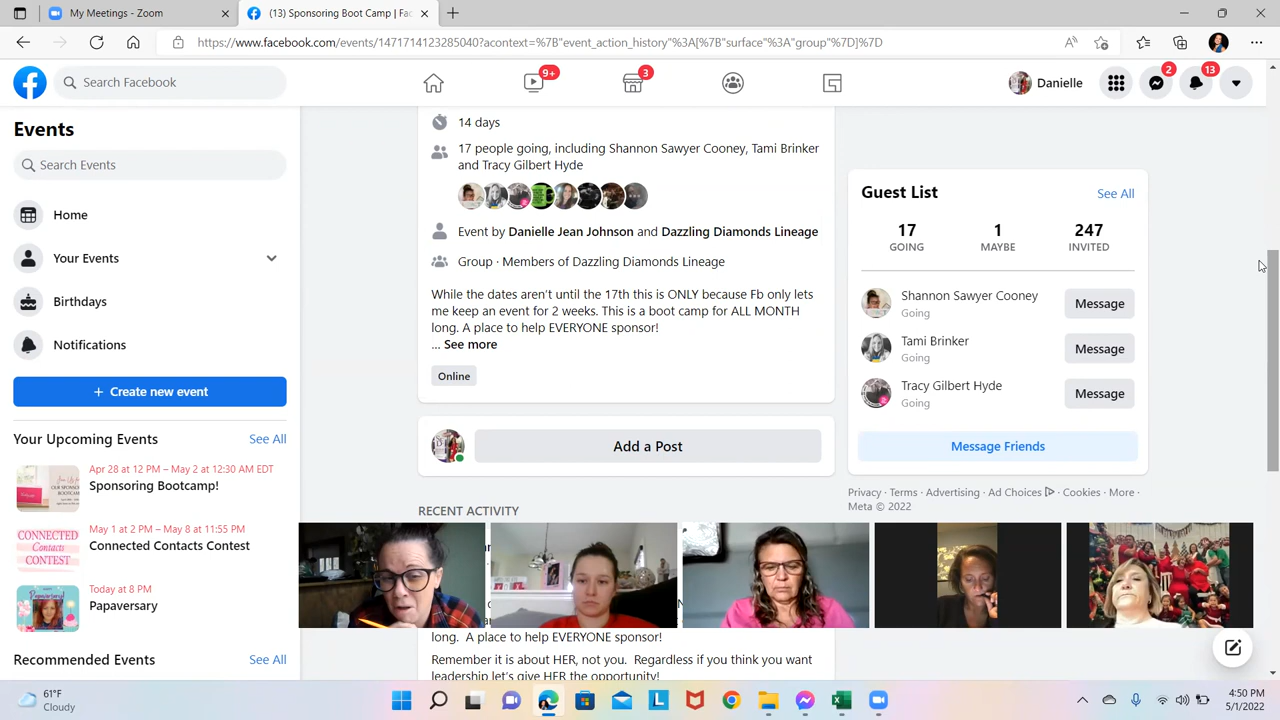 My Meetings - Zoom
(13) Sponsoring Boot Camp | Fac
https://www.facebook.com/events/1471714123285040?acontext=%7B"event_action_history"%3A[%7B"surface"%3A"group"%7D]%7D
Search Facebook
9+
3
Danielle
2
13
Events
Search Events
Home
Your Events
Birthdays
Notifications
+ Create new event
Your Upcoming Events
See All
Apr 28 at 12 PM – May 2 at 12:30 AM EDT
Sponsoring Bootcamp!
May 1 at 2 PM – May 8 at 11:55 PM
Connected Contacts Contest
CONNECTED
Contacts
CONTEST
Today at 8 PM
Papaversary
Recommended Events
See All
14 days
17 people going, including Shannon Sawyer Cooney, Tami Brinker
and Tracy Gilbert Hyde
Event by Danielle Jean Johnson and Dazzling Diamonds Lineage
Group · Members of Dazzling Diamonds Lineage
While the dates aren't until the 17th this is ONLY because Fb only lets
me keep an event for 2 weeks. This is a boot camp for ALL MONTH
long. A place to help EVERYONE sponsor!
... See more
Online
Add a Post
RECENT ACTIVITY
long. A place to help EVERYONE sponsor!
Remember it is about HER, not you. Regardless if you think you want
leadership let's give HER the opportunity!
Guest List
See All
17
GOING
1
MAYBE
247
INVITED
Shannon Sawyer Cooney
Going
Message
Tami Brinker
Going
Message
Tracy Gilbert Hyde
Going
Message
Message Friends
Privacy · Terms · Advertising · Ad Choices · Cookies · More ·
Meta © 2022
61°F
Cloudy
4:50 PM
5/1/2022